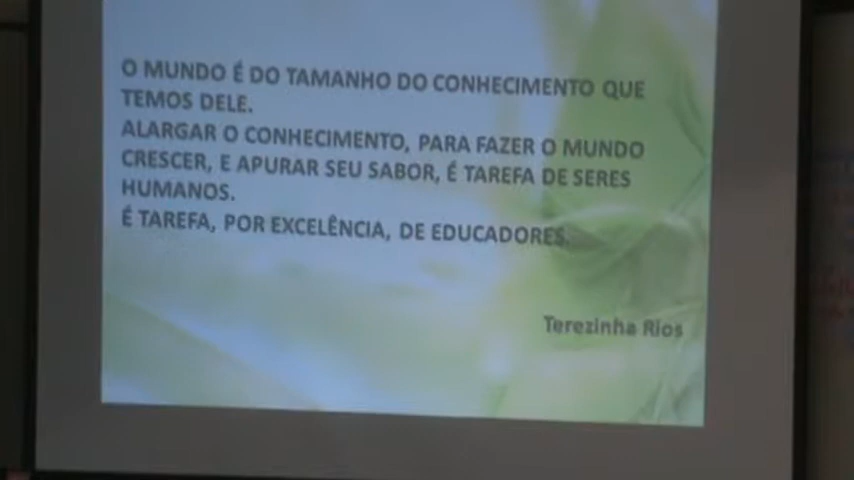 O MUNDO É DO TAMANHO DO CONHECIMENTO QUE
TEMOS DELE.
ALARGAR O CONHECIMENTO, PARA FAZER O MUNDO
CRESCER, E APURAR SEU SABOR, É TAREFA DE SERES
HUMANOS.
É TAREFA, POR EXCELÊNCIA, DE EDUCADORES.
Terezinha Rios